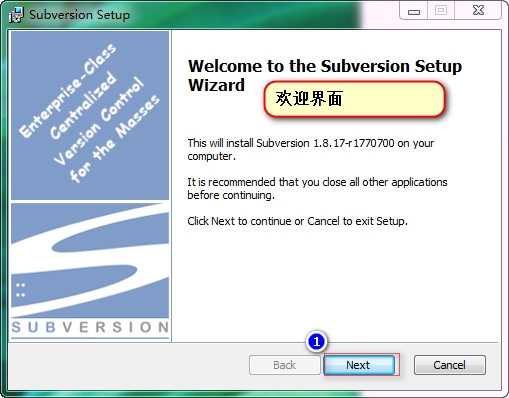 Subversion Setup
Enterprise-Class
Centralized
Version Control
for the Masses
Welcome to the Subversion Setup
Wizard
欢迎界面
This will install Subversion 1.8.17-r1770700 on your
computer.
It is recommended that you close all other applications
before continuing.
Click Next to continue or Cancel to exit Setup.
SUBVERSION
1
Back
Next
Cancel